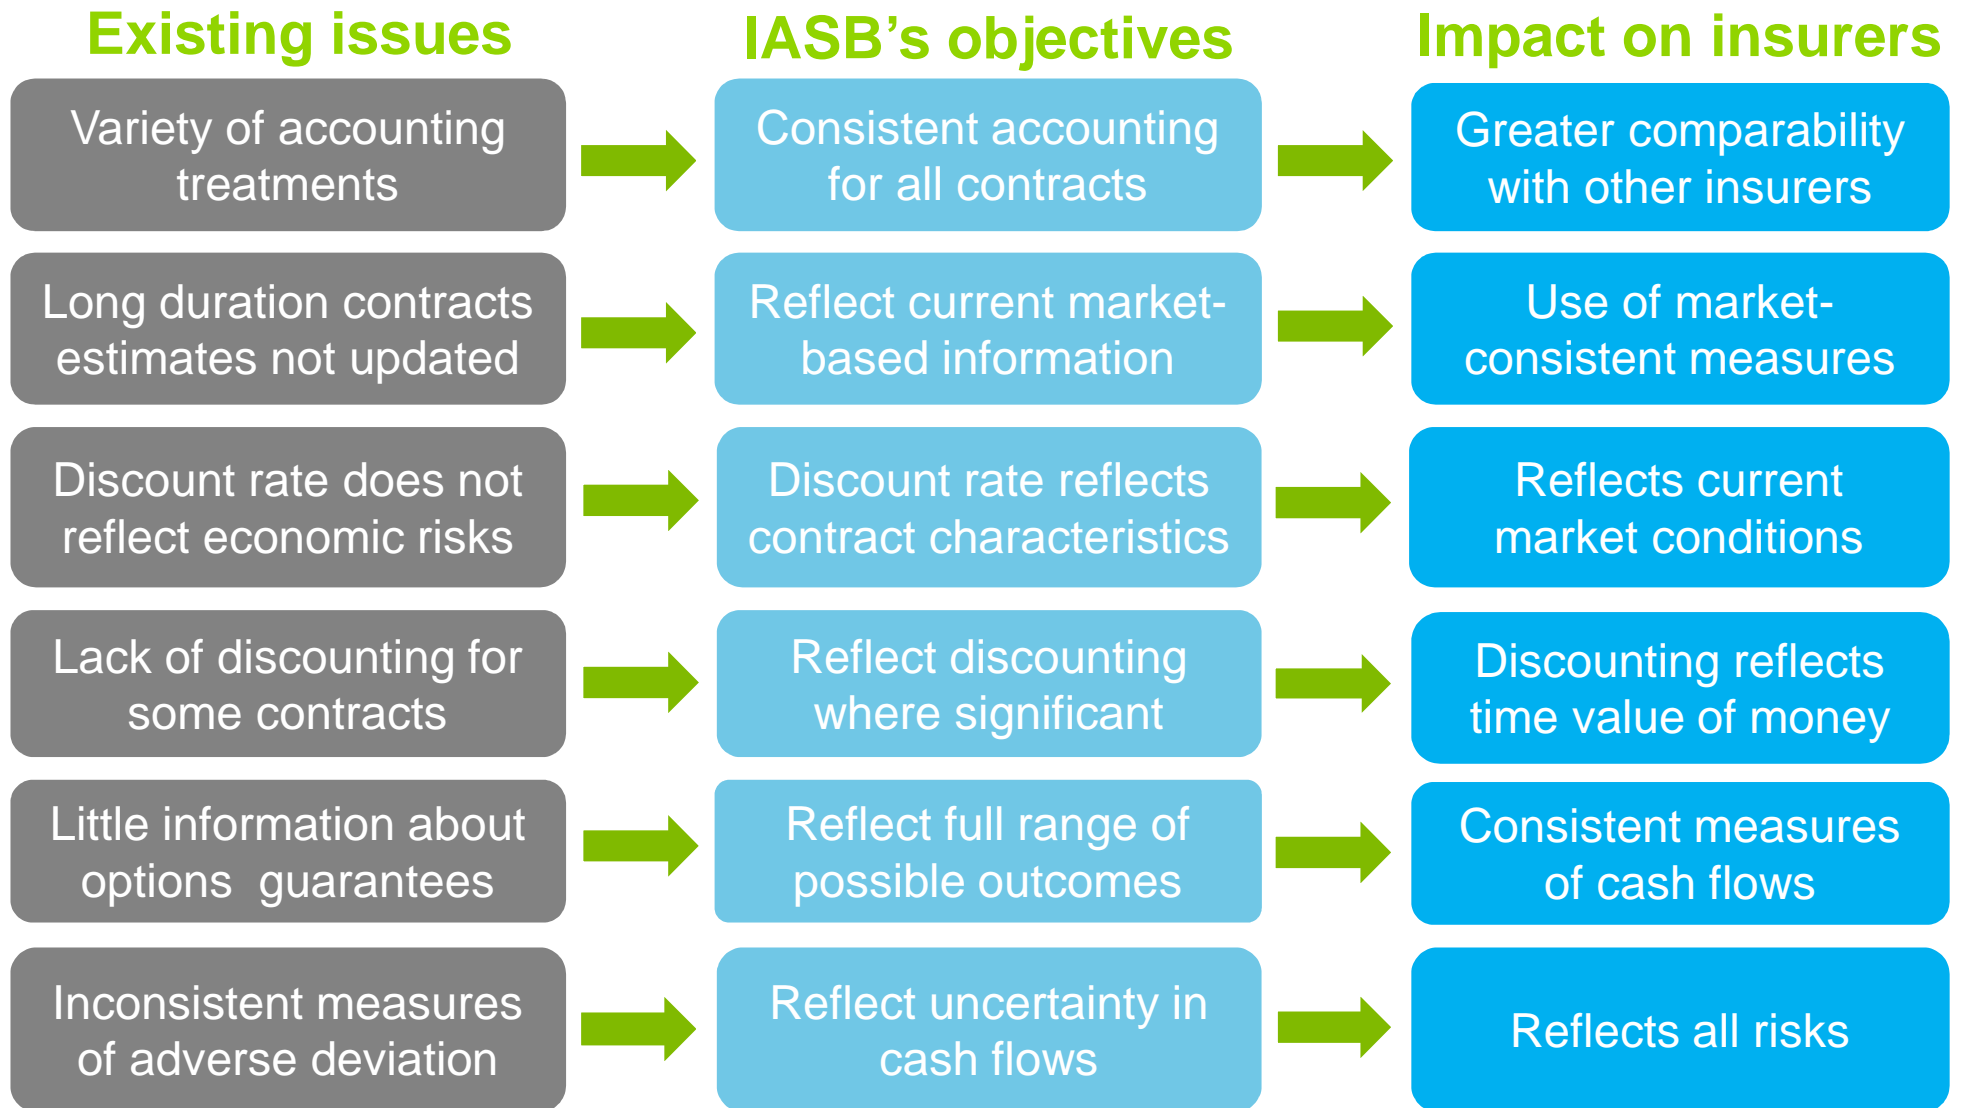 Existing issues
IASB’s objectives
Impact on insurers
Variety of accounting
treatments
Consistent accounting
for all contracts
Greater comparability
with other insurers
Long duration contracts
estimates not updated
Reflect current market-
based information
Use of market-
consistent measures
Discount rate does not
reflect economic risks
Discount rate reflects
contract characteristics
Reflects current
market conditions
Lack of discounting for
some contracts
Reflect discounting
where significant
Discounting reflects
time value of money
Little information about
options  guarantees
Reflect full range of
possible outcomes
Consistent measures
of cash flows
Inconsistent measures
of adverse deviation
Reflect uncertainty in
cash flows
Reflects all risks